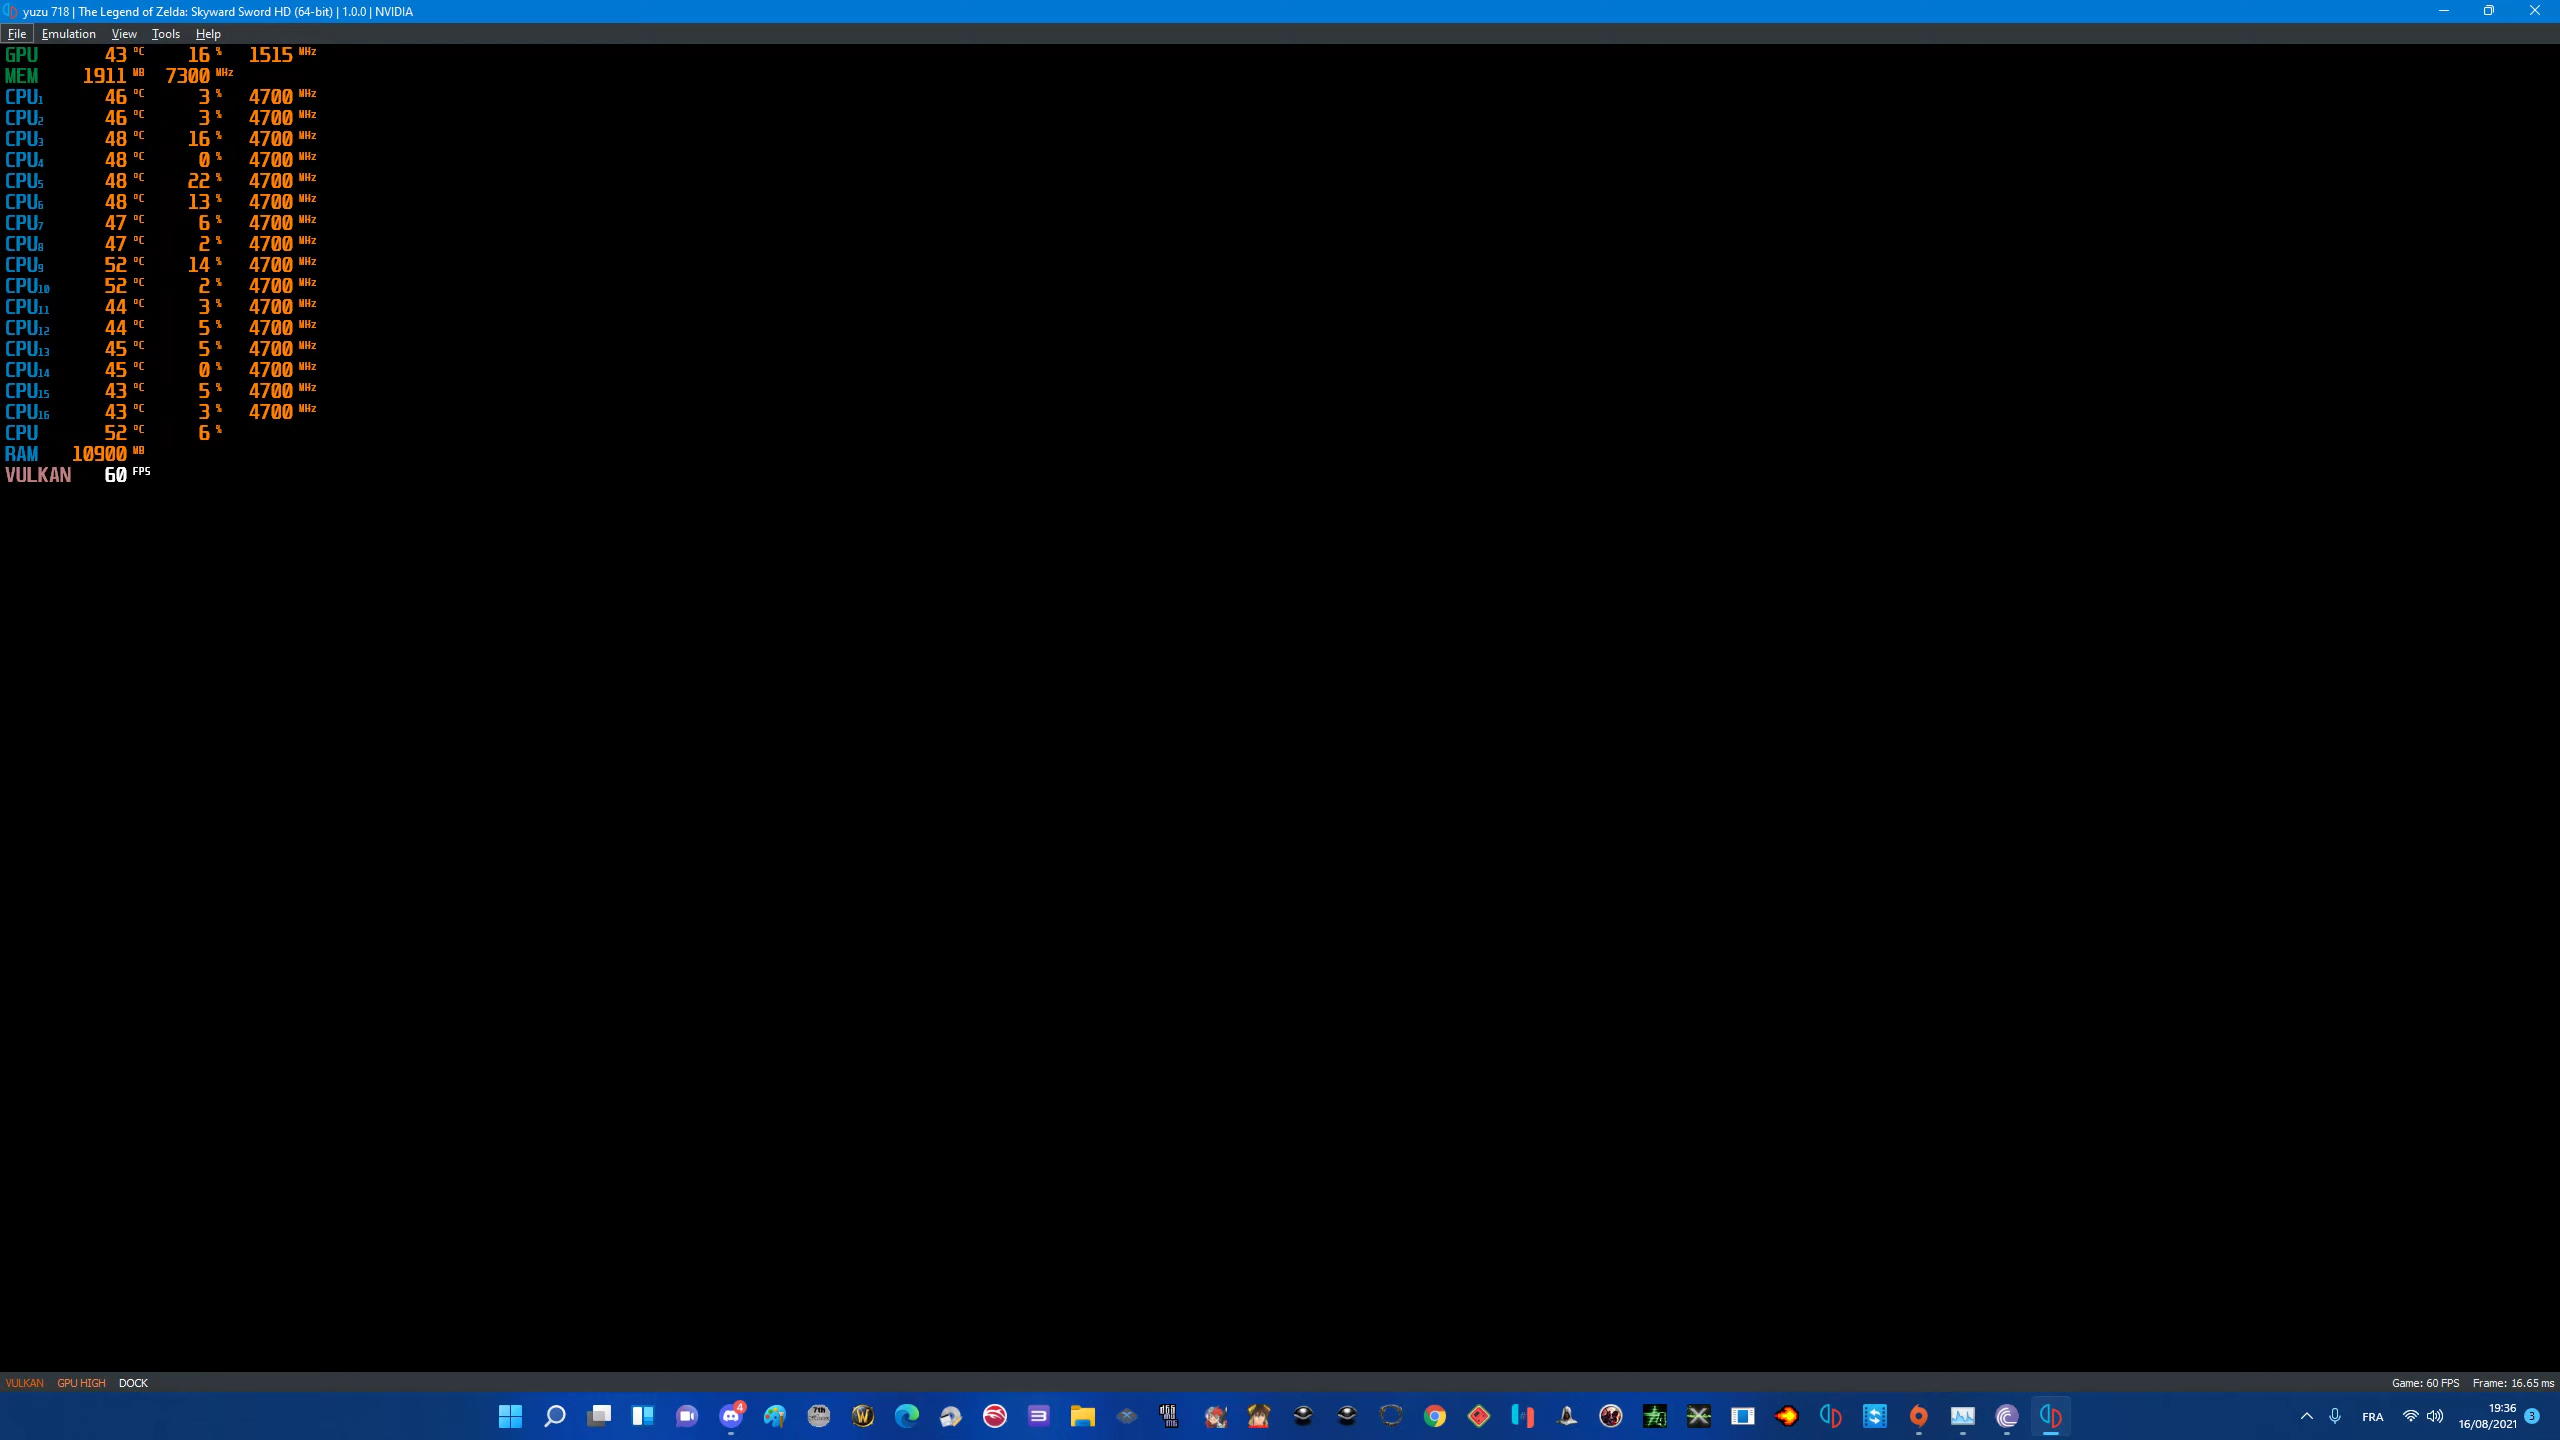 yuzu 718 | The Legend of Zelda: Skyward Sword HD (64-bit) | 1.0.0 | NVIDIA
File Emulation View Tools Help
GPU 43 °C 16 % 1515 MHz
MEM 1911 MB 7300 MHz
CPU1 46 °C 3 % 4700 MHz
CPU2 46 °C 3 % 4700 MHz
CPU3 48 °C 16 % 4700 MHz
CPU4 48 °C 0 % 4700 MHz
CPU5 48 °C 22 % 4700 MHz
CPU6 48 °C 13 % 4700 MHz
CPU7 47 °C 6 % 4700 MHz
CPU8 47 °C 2 % 4700 MHz
CPU9 52 °C 14 % 4700 MHz
CPU10 52 °C 2 % 4700 MHz
CPU11 44 °C 3 % 4700 MHz
CPU12 44 °C 5 % 4700 MHz
CPU13 45 °C 5 % 4700 MHz
CPU14 45 °C 0 % 4700 MHz
CPU15 43 °C 5 % 4700 MHz
CPU16 43 °C 3 % 4700 MHz
CPU 52 °C 6 %
RAM 10900 MB
VULKAN 60 FPS
VULKAN GPU HIGH DOCK Game: 60 FPS Frame: 16.65 ms
4 7th FRA 19:36 3
16/08/2021